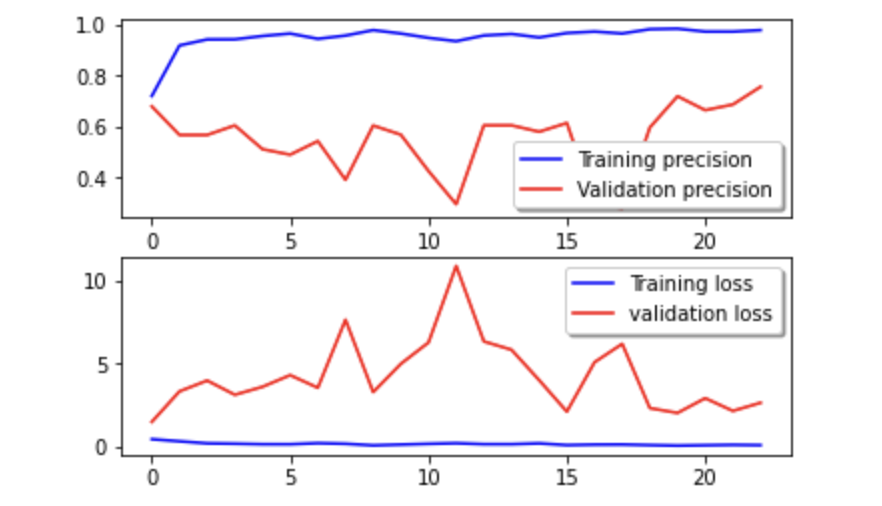 1.0
0.8
0.6
0.4
Training precision
Validation precision
0 5 10 15 20
10
5
0
Training loss
validation loss
0 5 10 15 20